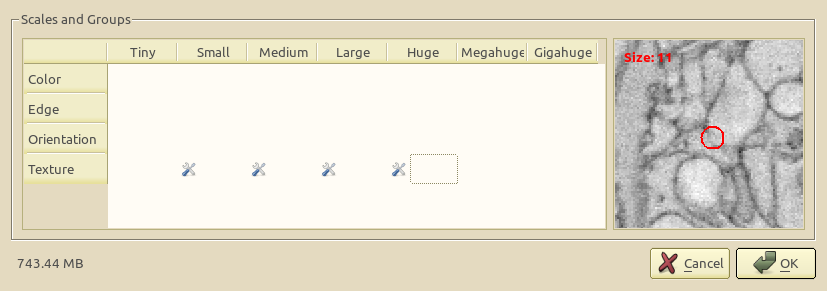 Scales and Groups
Tiny Small Medium Large Huge Megahuge Gigahuge
Size: 11
Color
Edge
Orientation
Texture
743.44 MB
Cancel
OK